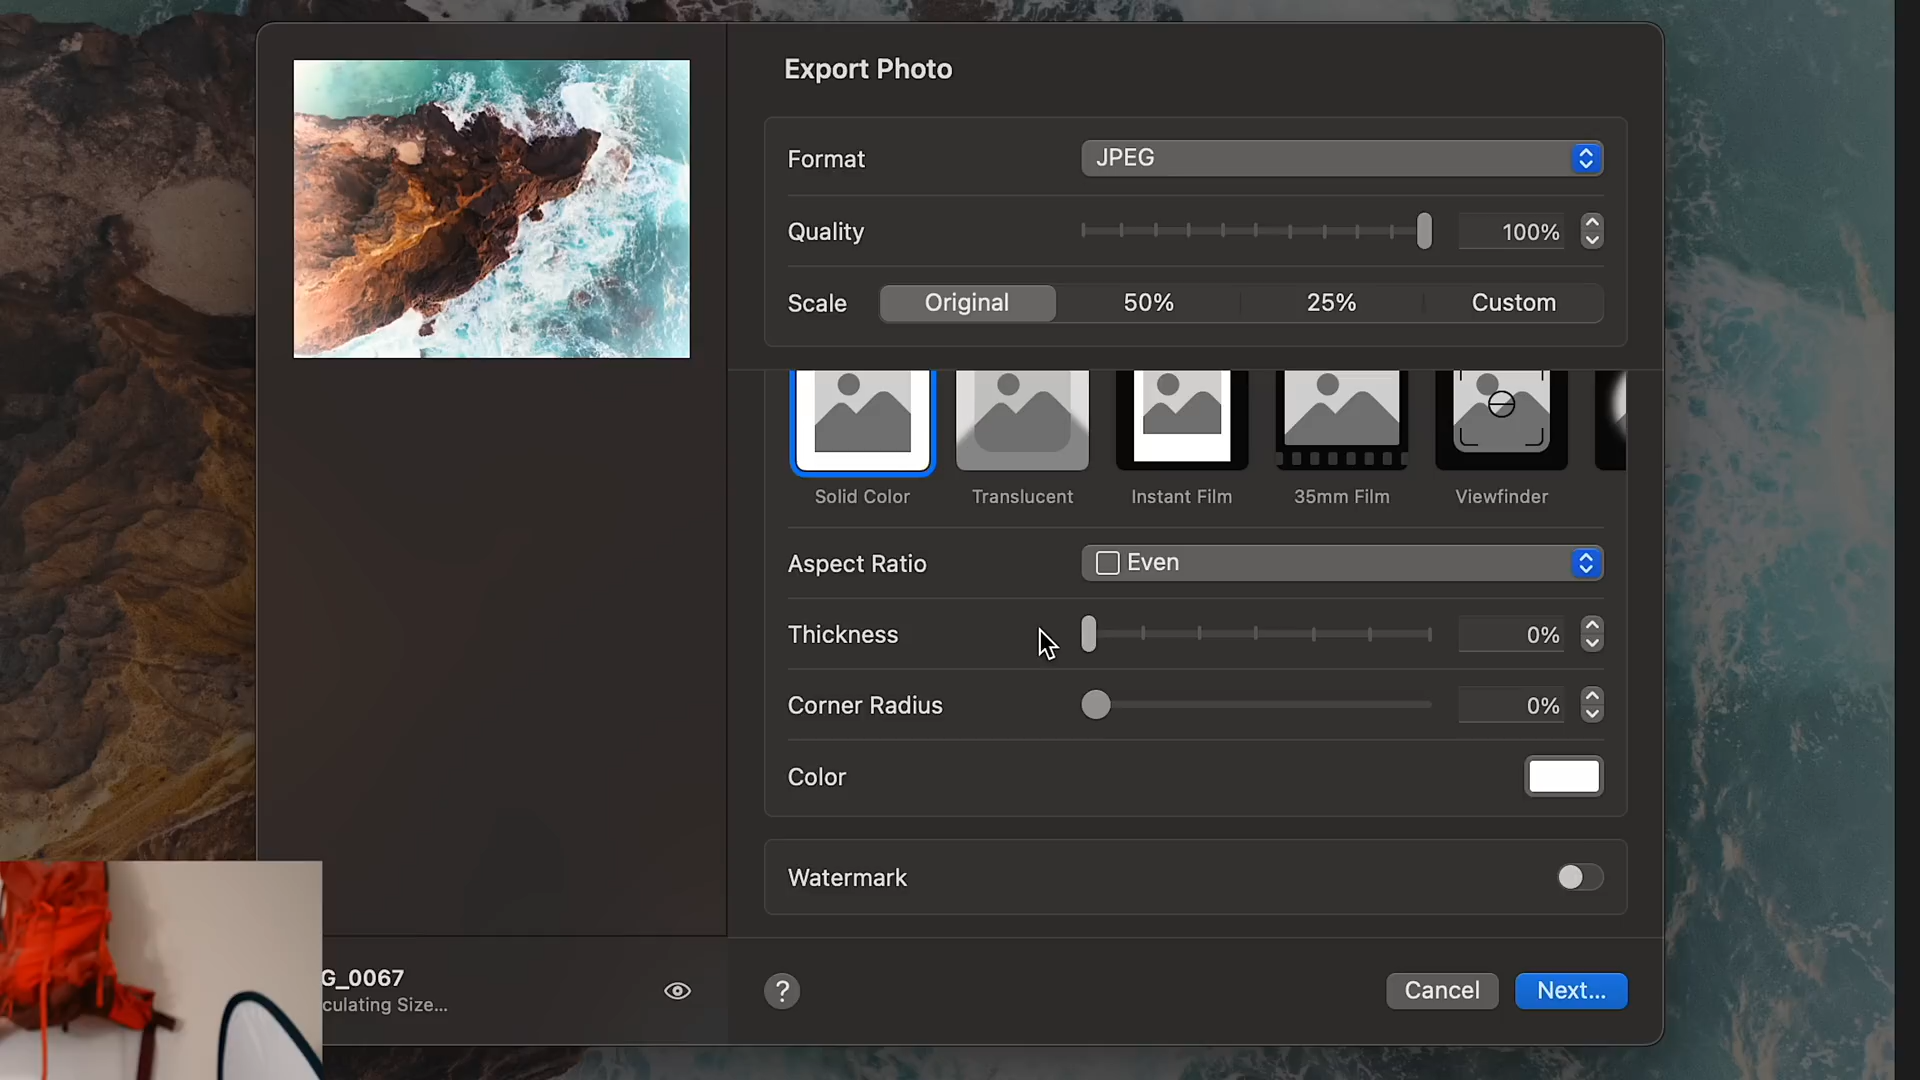 Export Photo
Format
JPEG
Quality
100%
Scale
Original
50%
25%
Custom
Solid Color
Translucent
Instant Film
35mm Film
Viewfinder
Aspect Ratio
Even
Thickness
0%
Corner Radius
0%
Color
Watermark
G_0067
culating Size...
?
Cancel
Next...